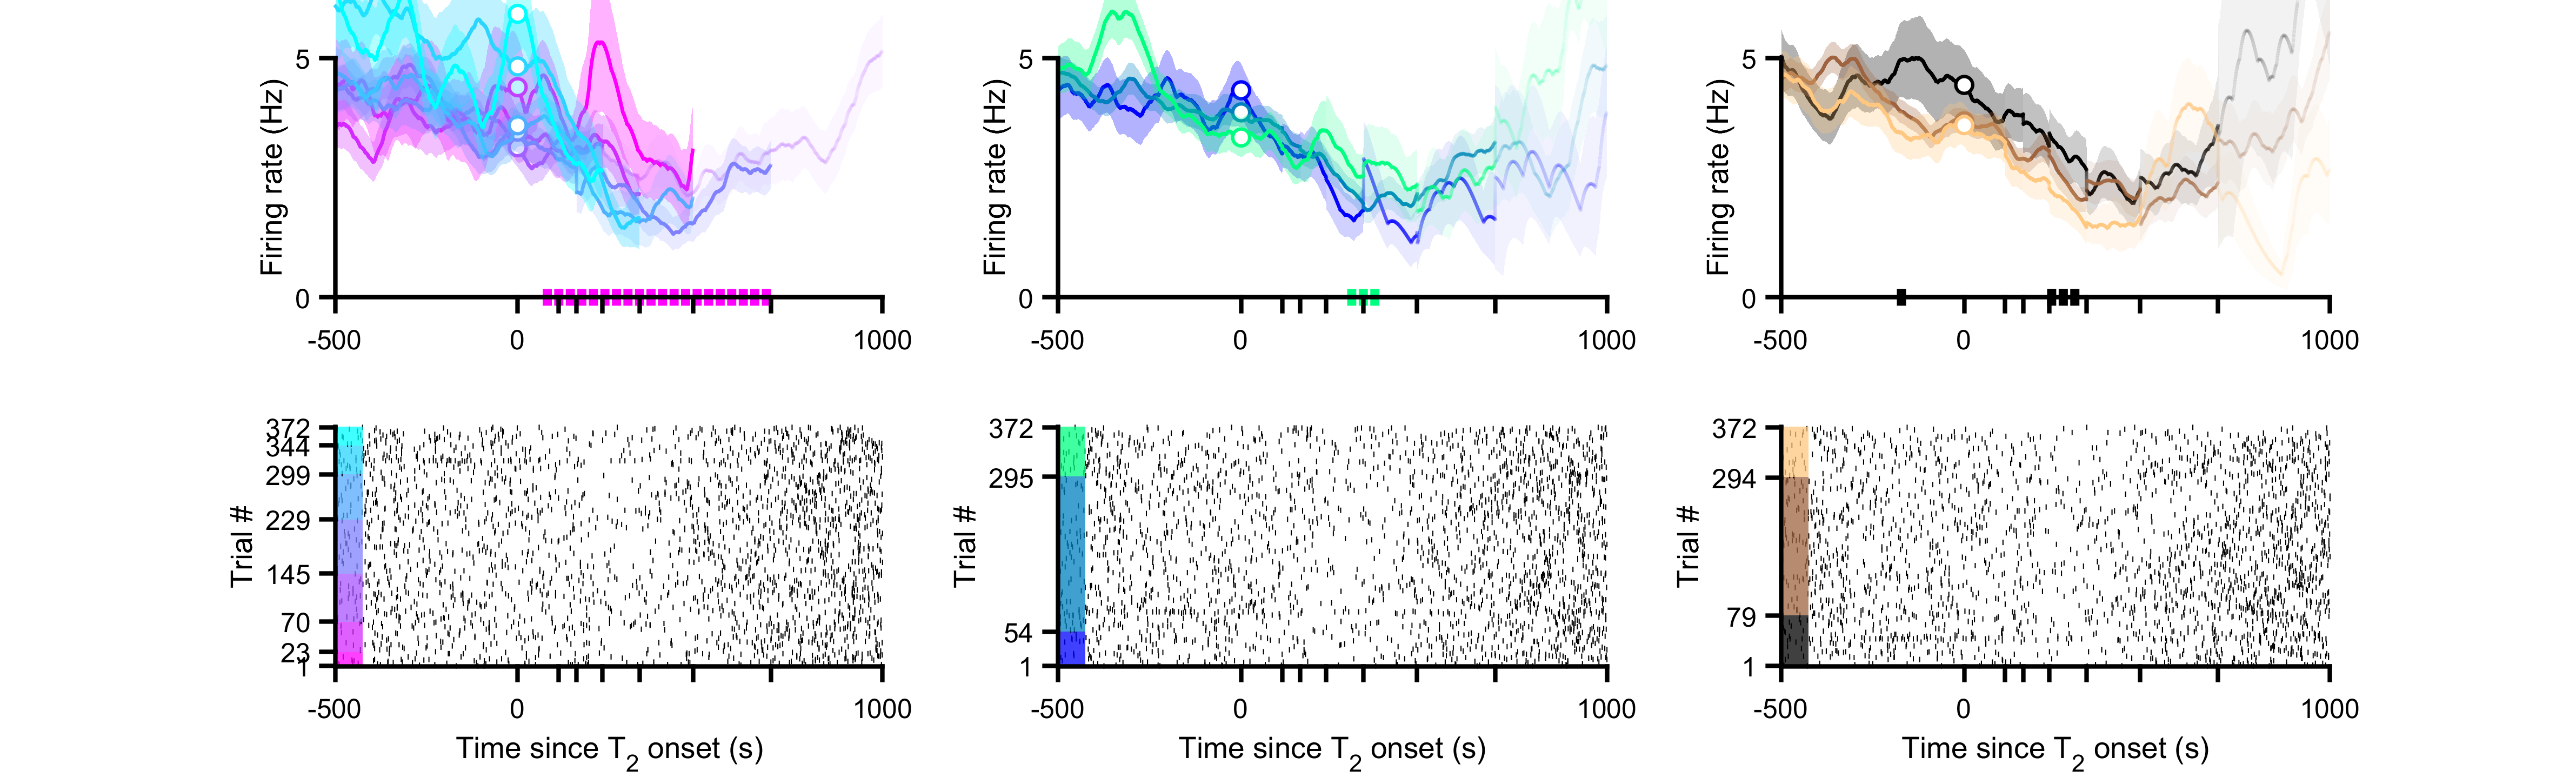 5
Firing rate (Hz)
0
-500 0 1000
5
Firing rate (Hz)
0
-500 0 1000
5
Firing rate (Hz)
0
-500 0 1000
372
344
299
229
145
70
23
1
Trial #
-500 0 1000
Time since T2 onset (s)
372
295
54
1
Trial #
-500 0 1000
Time since T2 onset (s)
372
294
79
1
Trial #
-500 0 1000
Time since T2 onset (s)